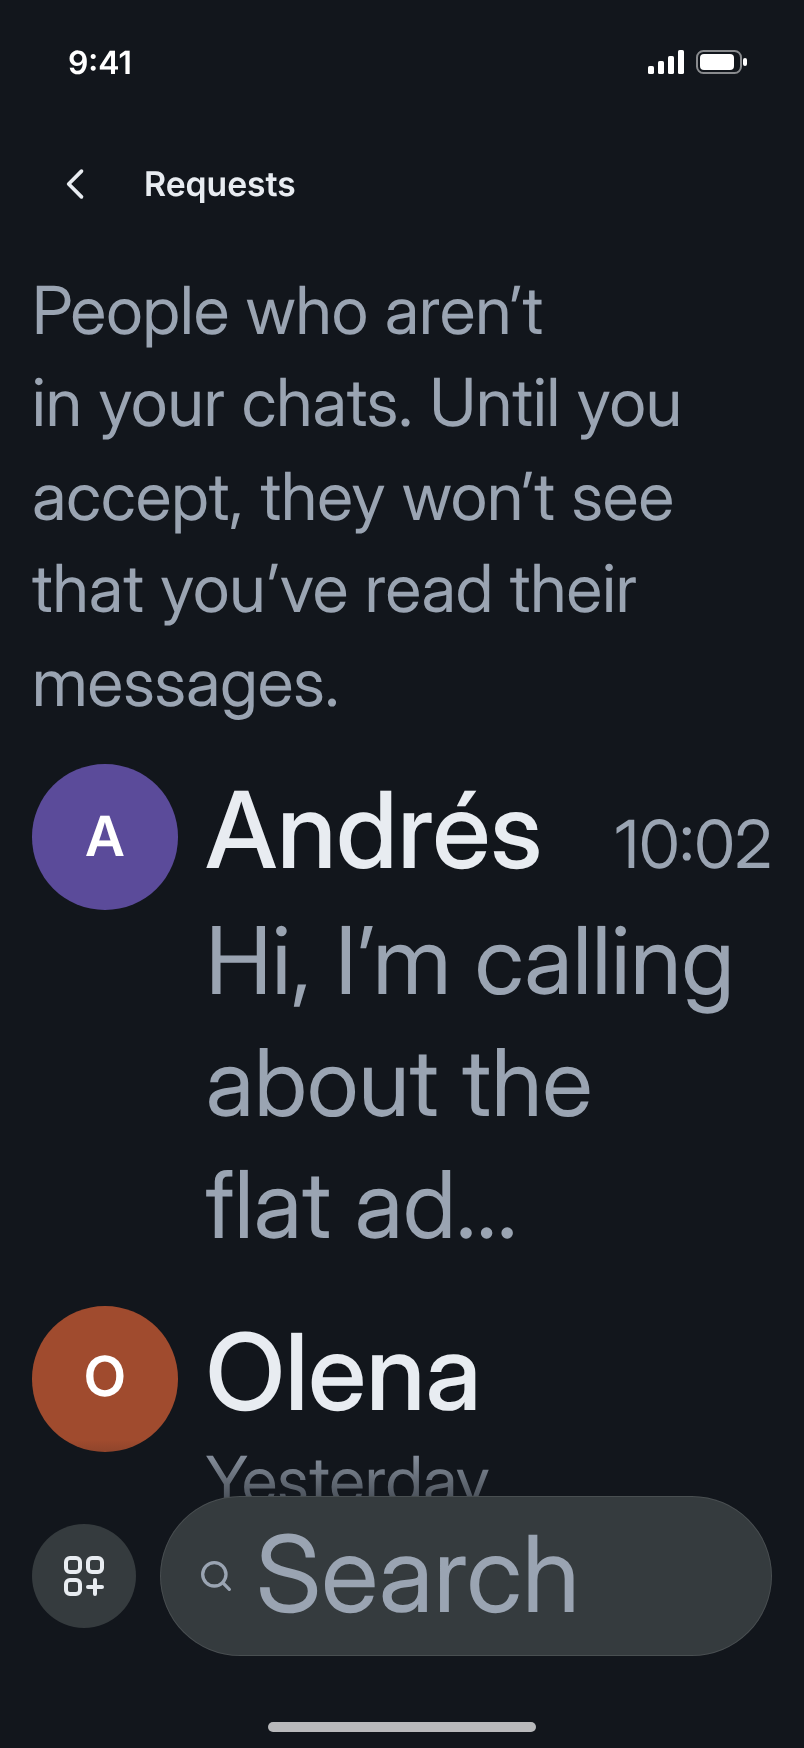 9:41
Requests
People who aren’t
in your chats. Until you
accept, they won’t see
that you’ve read their
messages.
A
Andrés 10:02
Hi, I’m calling
about the
flat ad…
O
Olena
Yesterday
Search